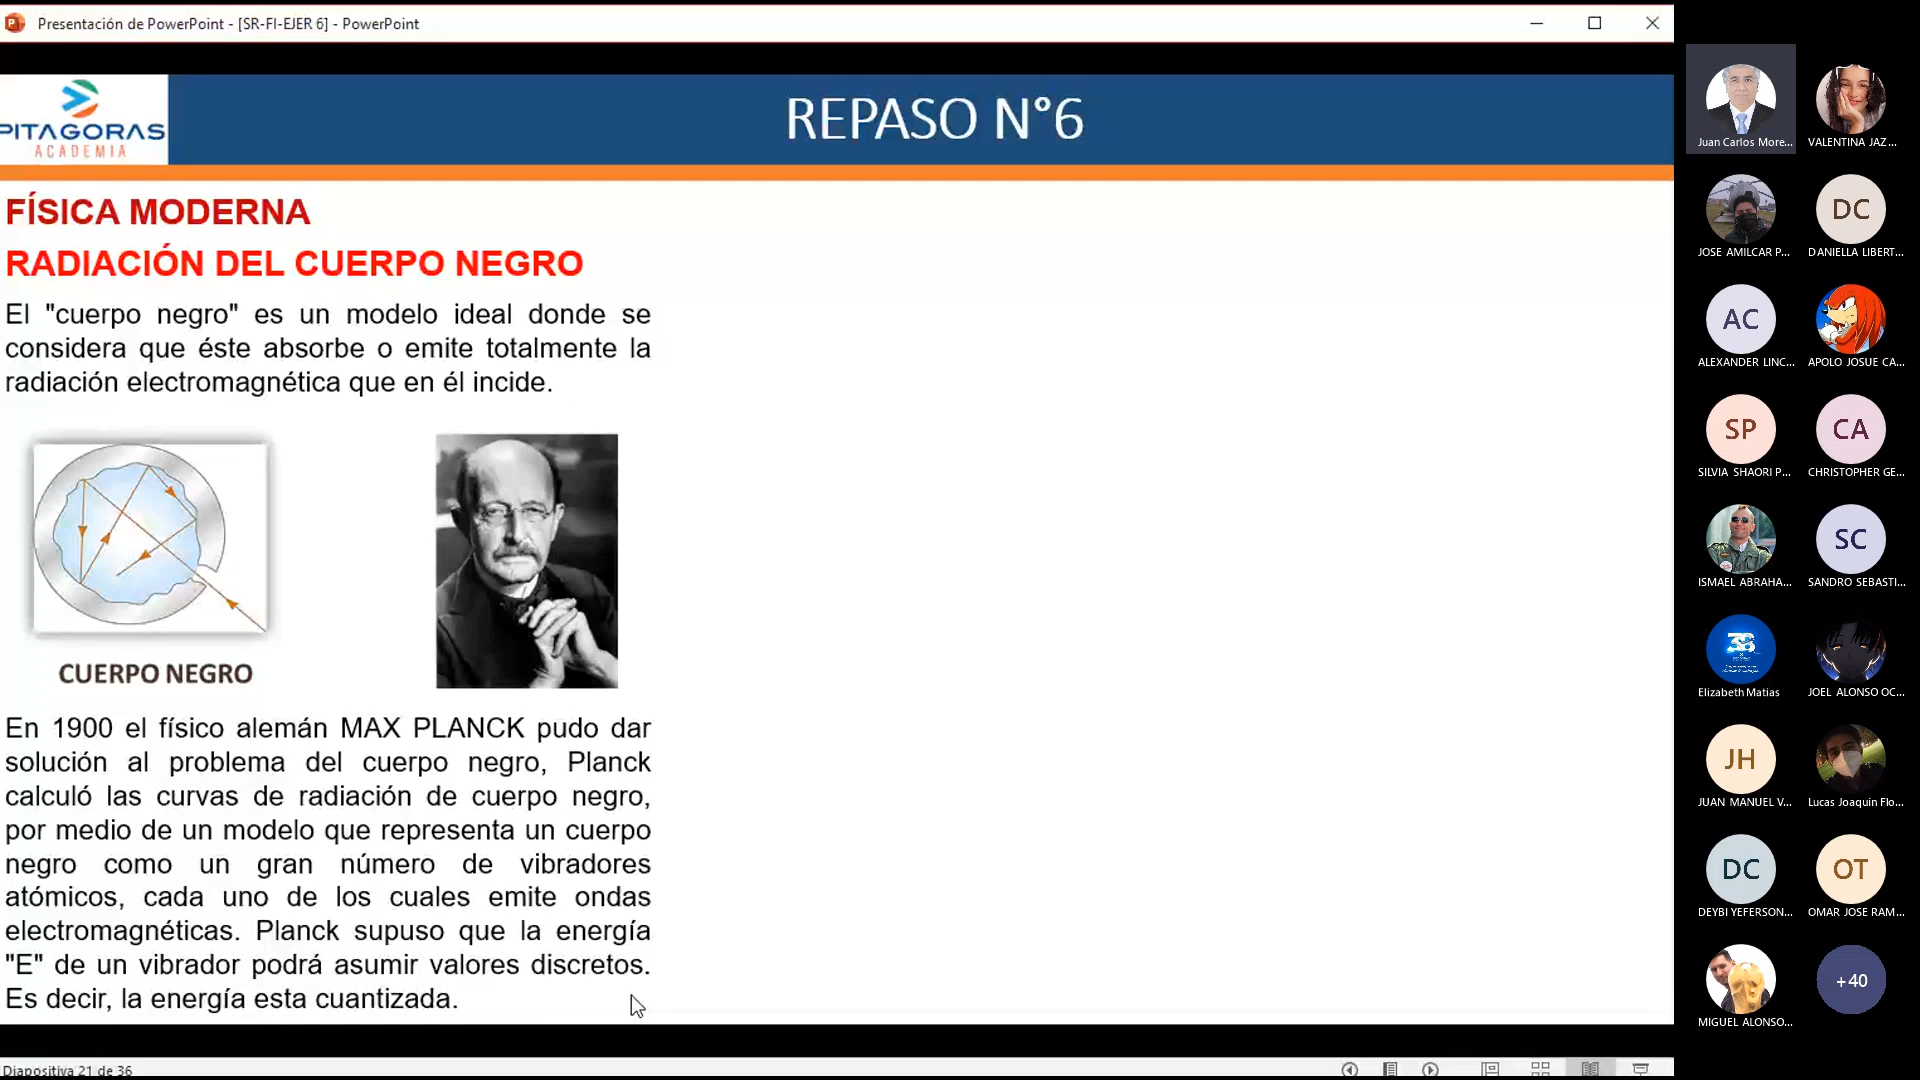 Presentación de PowerPoint - [SR-FI-EJER 6] - PowerPoint
PITAGORAS
ACADEMIA
REPASO N°6
FÍSICA MODERNA
RADIACIÓN DEL CUERPO NEGRO
El "cuerpo negro" es un modelo ideal donde se
considera que éste absorbe o emite totalmente la
radiación electromagnética que en él incide.
CUERPO NEGRO
En 1900 el físico alemán MAX PLANCK pudo dar
solución al problema del cuerpo negro, Planck
calculó las curvas de radiación de cuerpo negro,
por medio de un modelo que representa un cuerpo
negro como un gran número de vibradores
atómicos, cada uno de los cuales emite ondas
electromagnéticas. Planck supuso que la energía
"E" de un vibrador podrá asumir valores discretos.
Es decir, la energía esta cuantizada.
Diapositiva 21 de 36
Juan Carlos More...
VALENTINA JAZ...
JOSE AMILCAR P...
DC
DANIELLA LIBERT...
AC
ALEXANDER LINC...
APOLO JOSUE CA...
SP
SILVIA SHAORI P...
CA
CHRISTOPHER GE...
ISMAEL ABRAHA...
SC
SANDRO SEBASTI...
38
Elizabeth Matias
JOEL ALONSO OC...
JH
JUAN MANUEL V...
Lucas Joaquin Flo...
DC
DEYBI YEFERSON...
OT
OMAR JOSE RAM...
MIGUEL ALONSO...
+40